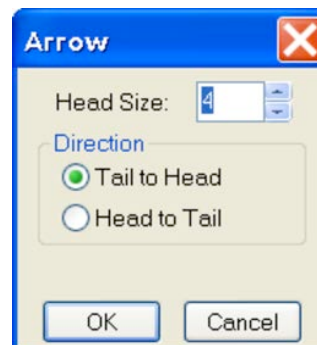 Arrow
Head Size: 4
Direction
Tail to Head
Head to Tail
OK Cancel